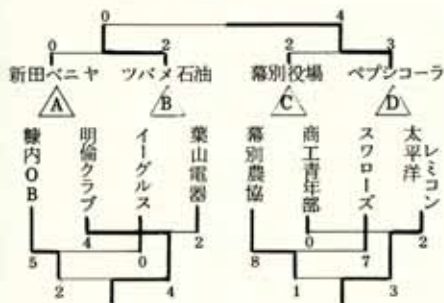 0 4
0 2 2 3
新田ベニヤ ツバメ石油 幕別役場 ペプシコーラ
A B C D
糠内OB
明倫クラブ
イーグルス
葉山電器
幕別農協
商工青年部
スワローズ
太平洋
レミコン
4 2 0 2
5 0 8 7
2 4 1 3